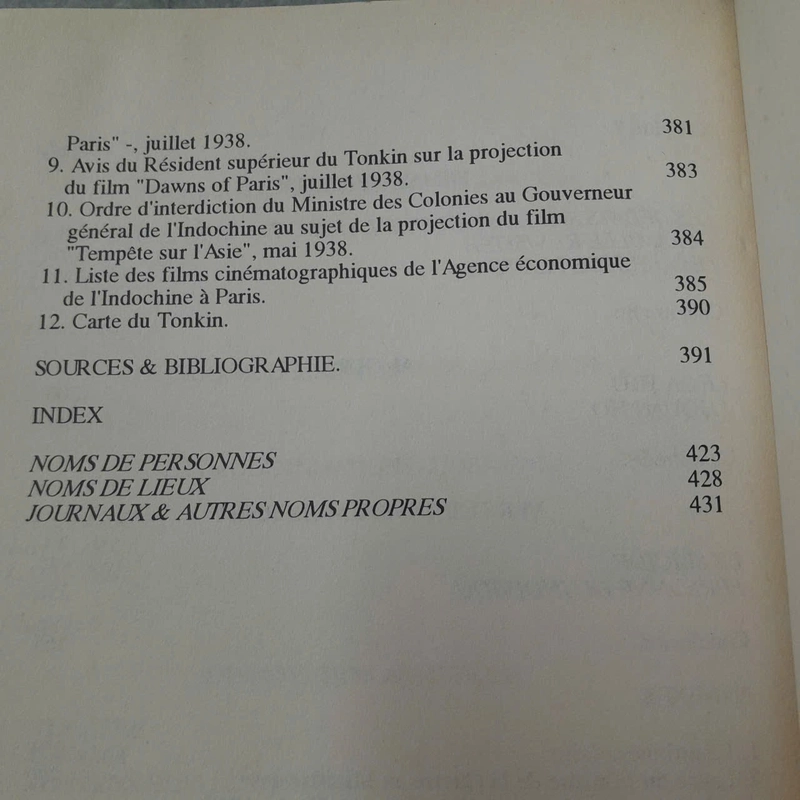 Paris" -, juillet 1938. 381
9. Avis du Résident supérieur du Tonkin sur la projection
du film "Dawns of Paris", juillet 1938. 383
10. Ordre d'interdiction du Ministre des Colonies au Gouverneur
général de l'Indochine au sujet de la projection du film
"Tempête sur l'Asie", mai 1938. 384
11. Liste des films cinématographiques de l'Agence économique
de l'Indochine à Paris. 385
12. Carte du Tonkin. 390
SOURCES & BIBLIOGRAPHIE. 391
INDEX
NOMS DE PERSONNES 423
NOMS DE LIEUX 428
JOURNAUX & AUTRES NOMS PROPRES 431